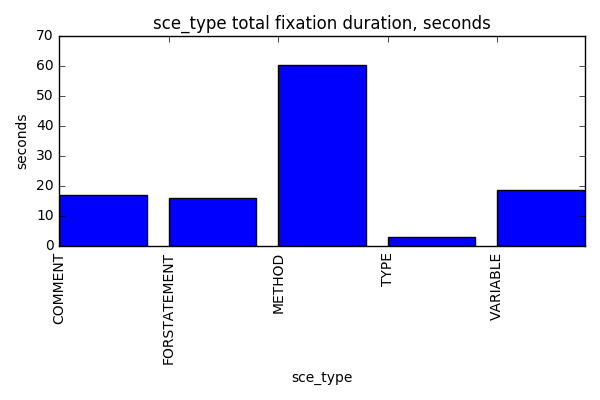 sce_type total fixation duration, seconds
70
60
50
40
30
20
10
0
seconds
COMMENT
FORSTATEMENT
METHOD
TYPE
VARIABLE
sce_type